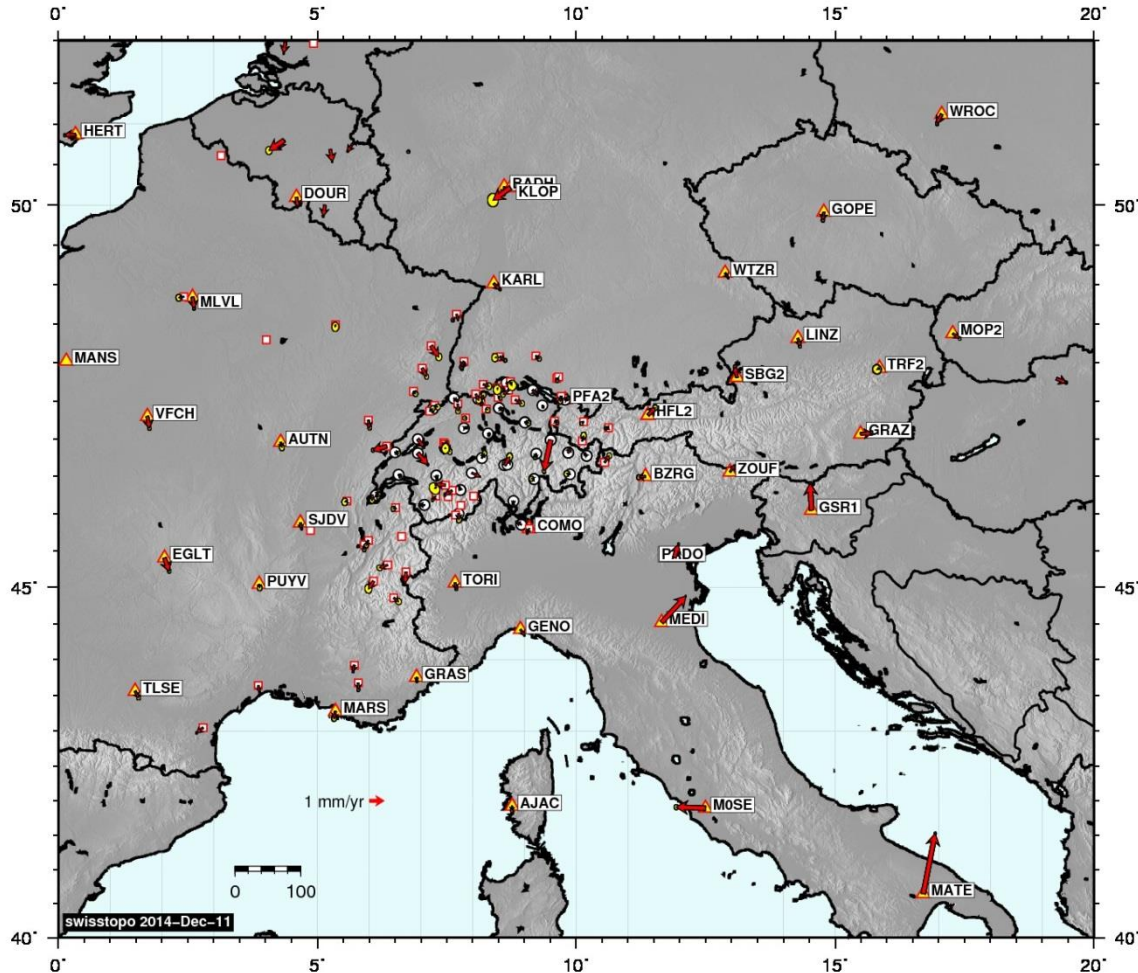 0° 5° 10° 15° 20°
WROC
HERT
BADH
KLOP
DOUR
50° GOPE 50°
WTZR
KARL
MLVL
LINZ MOP2
MANS
TRF2
SBG2
PFA2
HFL2
VFCH
GRAZ
AUTN
ZOUF
BZRG
GSR1
SJDV
COMO
PADO
EGLT
45° PUYV TORI 45°
MEDI
GENO
GRAS
TLSE
MARS
1 mm/yr AJAC M0SE
0 100
MATE
swisstopo 2014-Dec-11
40° 40°
0° 5° 10° 15° 20°